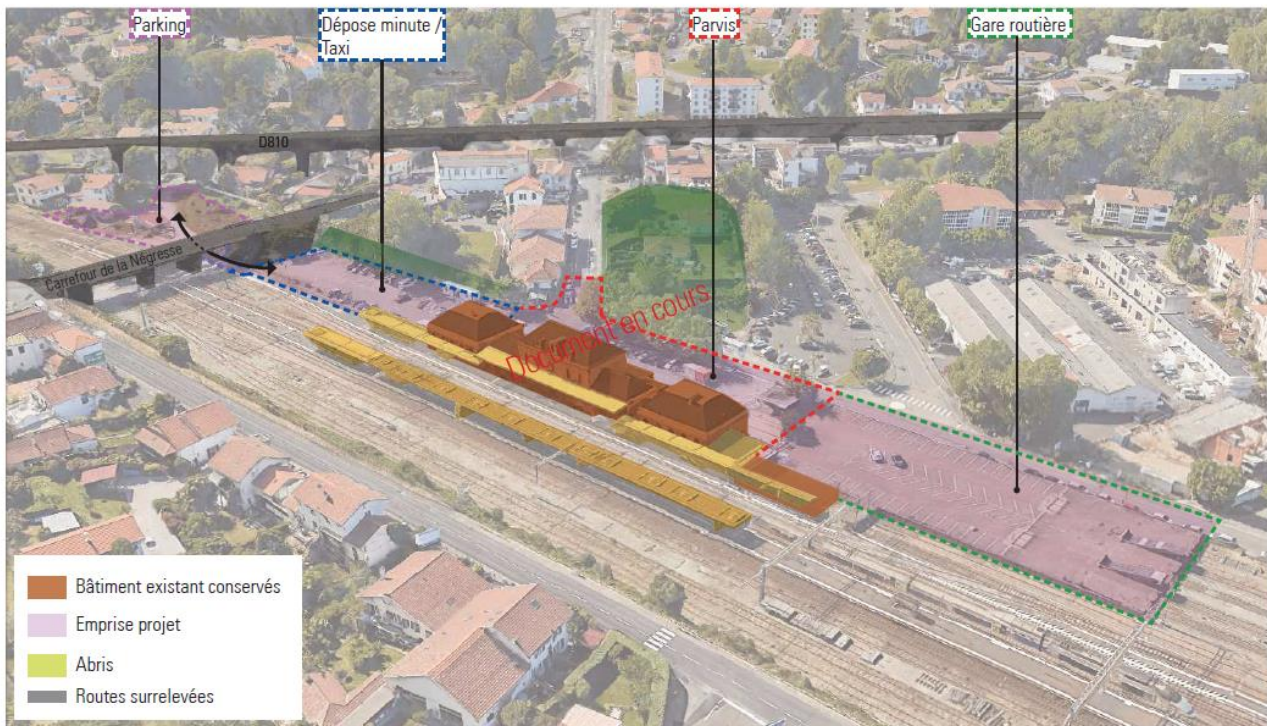 Parking
Dépose minute /
Taxi
Parvis
Gare routière
D810
Carrefour de la Négresse
Document en cours
Bâtiment existant conservés
Emprise projet
Abris
Routes surrelevées